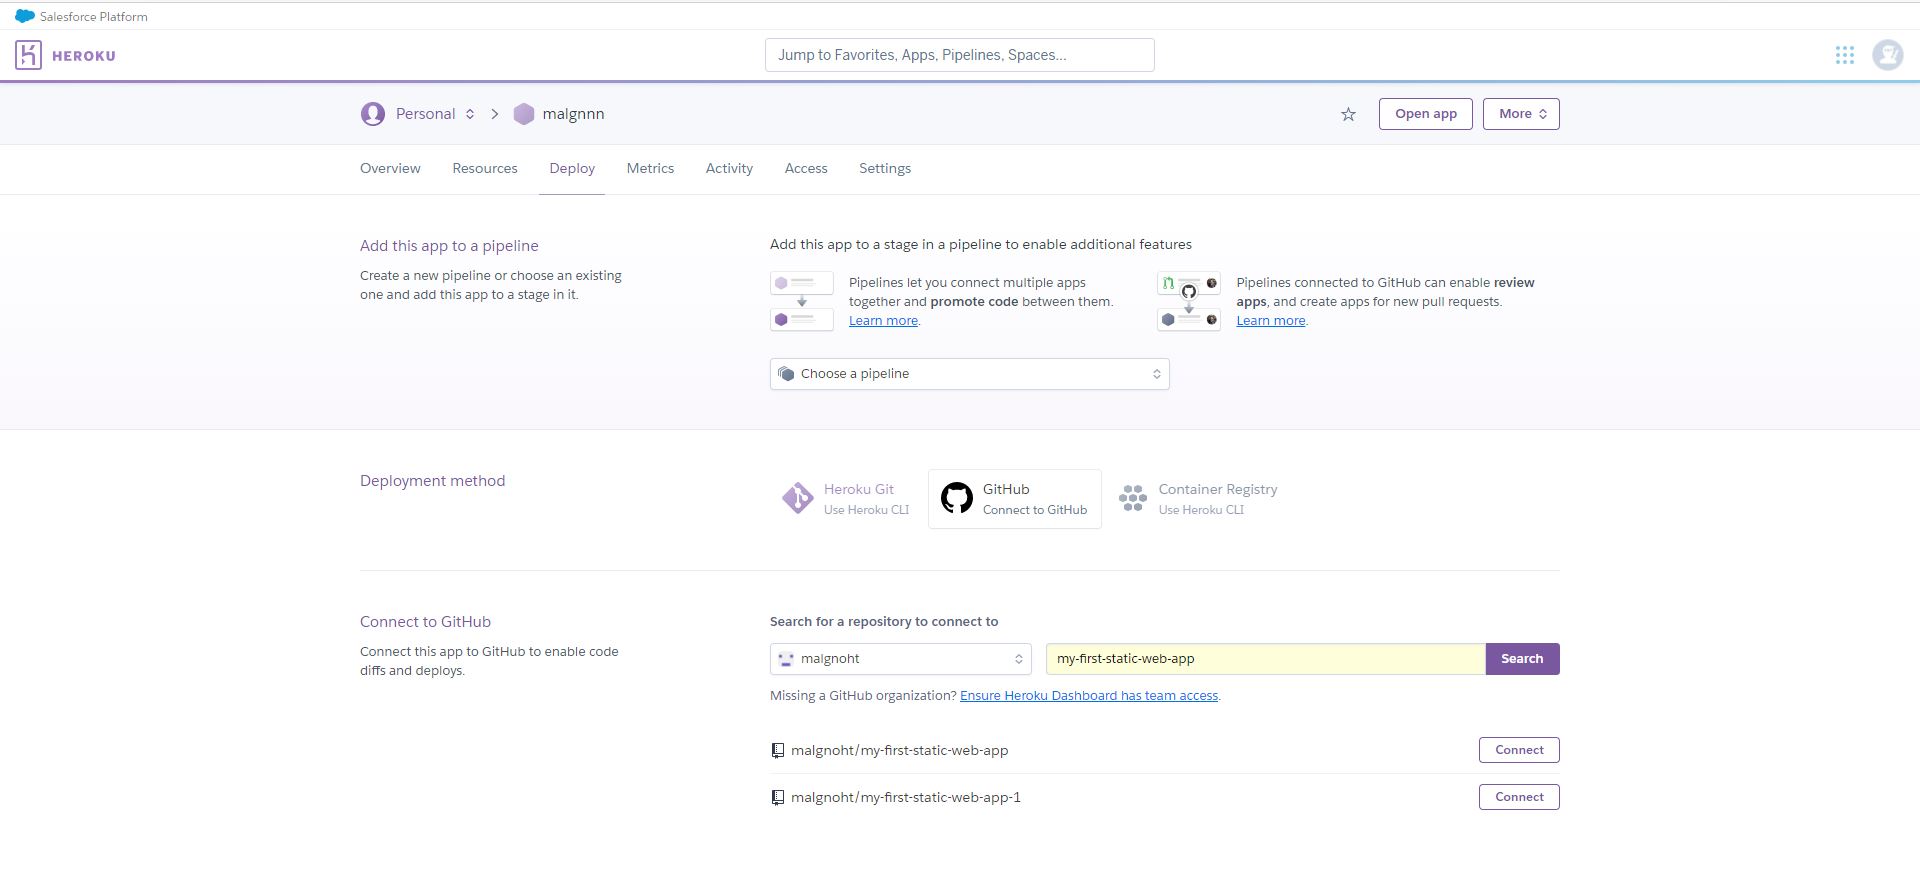 Salesforce Platform
HEROKU
Jump to Favorites, Apps, Pipelines, Spaces...
Personal
malgnnn
Open app
More
Overview
Resources
Deploy
Metrics
Activity
Access
Settings
Add this app to a pipeline
Create a new pipeline or choose an existing
one and add this app to a stage in it.
Add this app to a stage in a pipeline to enable additional features
Pipelines let you connect multiple apps
together and promote code between them.
Learn more.
Pipelines connected to GitHub can enable review
apps, and create apps for new pull requests.
Learn more.
Choose a pipeline
Deployment method
Heroku Git
Use Heroku CLI
GitHub
Connect to GitHub
Container Registry
Use Heroku CLI
Connect to GitHub
Connect this app to GitHub to enable code
diffs and deploys.
Search for a repository to connect to
malgnoht
my-first-static-web-app
Search
Missing a GitHub organization? Ensure Heroku Dashboard has team access.
malgnoht/my-first-static-web-app
Connect
malgnoht/my-first-static-web-app-1
Connect